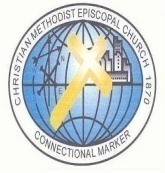 CHRISTIAN METHODIST EPISCOPAL CHURCH 1870
CONNECTIONAL MARKER